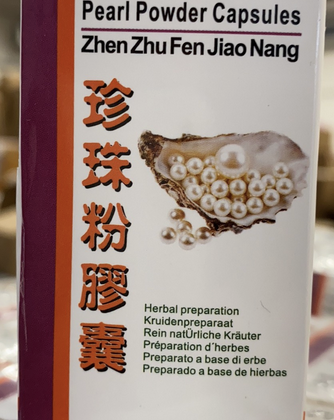 Pearl Powder Capsules
Zhen Zhu Fen Jiao Nang
珍珠粉膠囊
Herbal preparation
Kruidenpreparaat
Rein natÜrliche Kräuter
Préparation d´herbes
Preparato a base di erbe
Preparado a base de hierbas